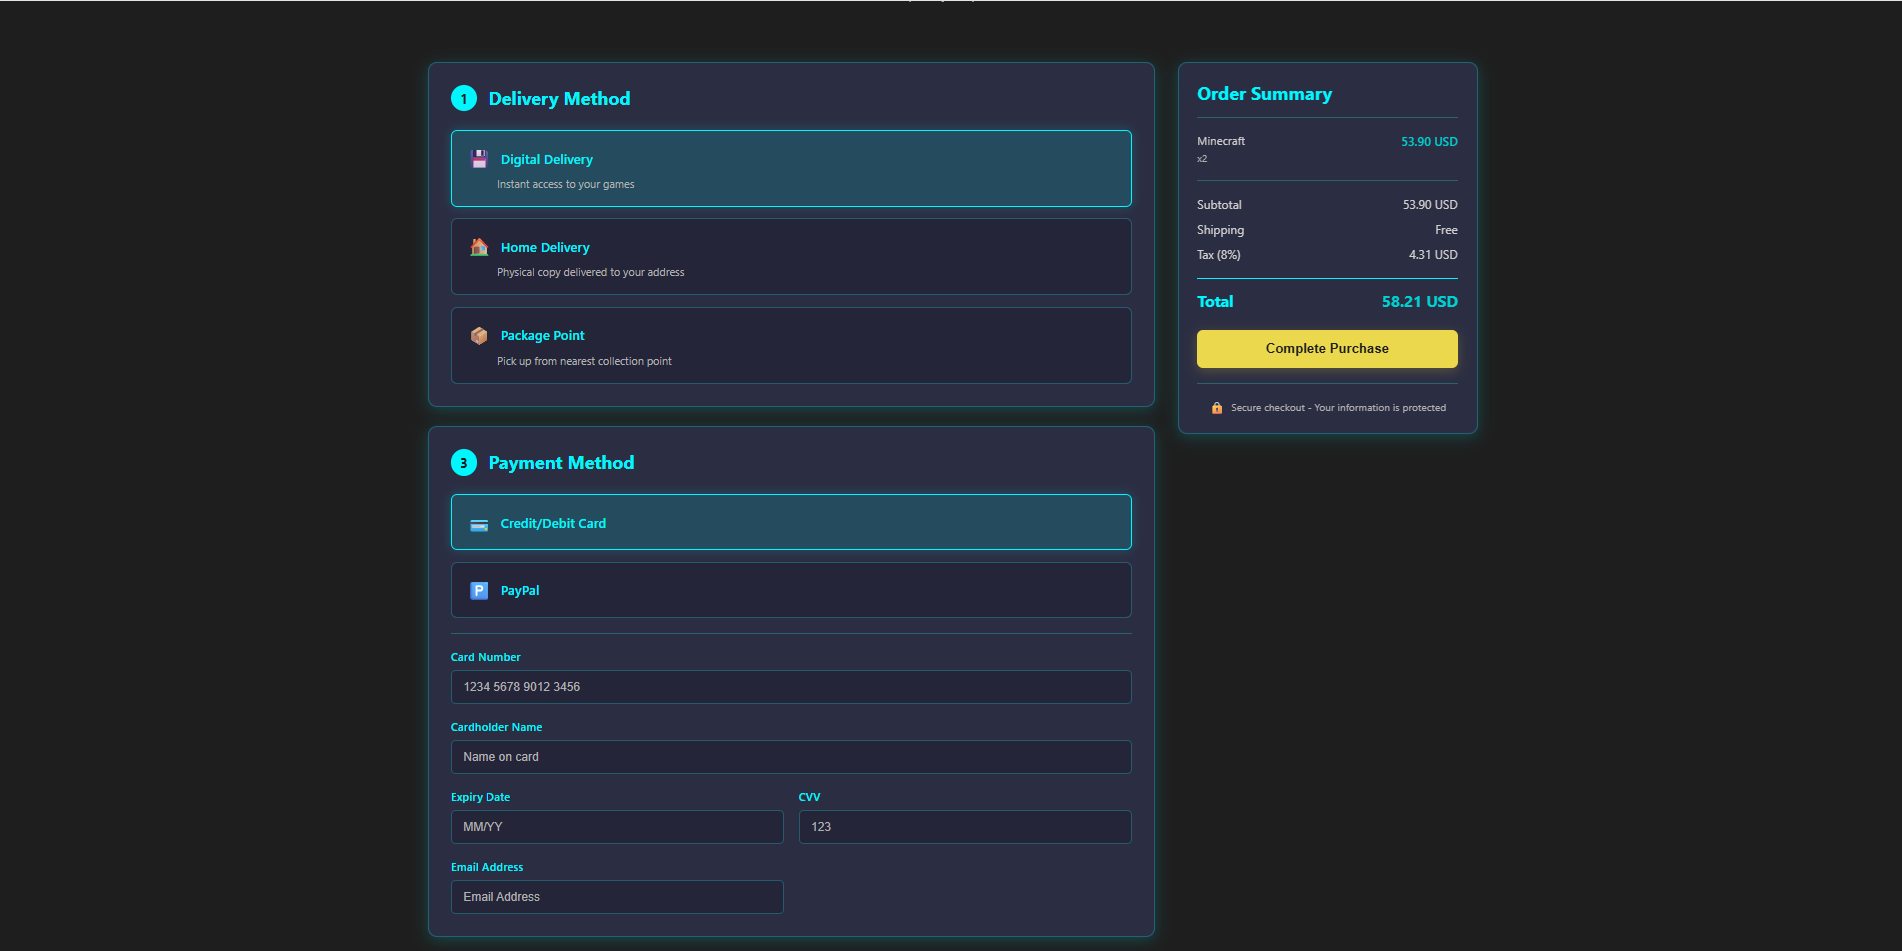 1 Delivery Method
Digital Delivery
Instant access to your games
Home Delivery
Physical copy delivered to your address
Package Point
Pick up from nearest collection point
3 Payment Method
Credit/Debit Card
P PayPal
Card Number
1234 5678 9012 3456
Cardholder Name
Name on card
Expiry Date CVV
MM/YY 123
Email Address
Email Address
Order Summary
Minecraft 53.90 USD
x2
Subtotal 53.90 USD
Shipping Free
Tax (8%) 4.31 USD
Total 58.21 USD
Complete Purchase
Secure checkout - Your information is protected